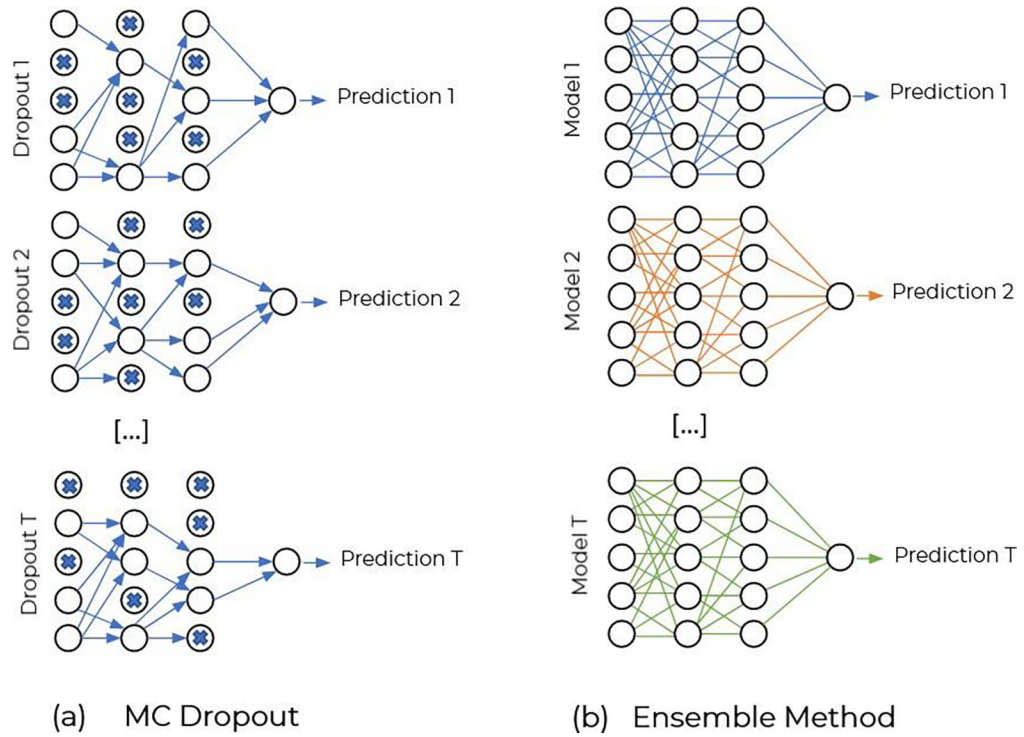 Dropout 1
Prediction 1
Model 1
Prediction 1
Dropout 2
Prediction 2
Model 2
Prediction 2
[...]
[...]
Dropout T
Prediction T
Model T
Prediction T
(a) MC Dropout
(b) Ensemble Method